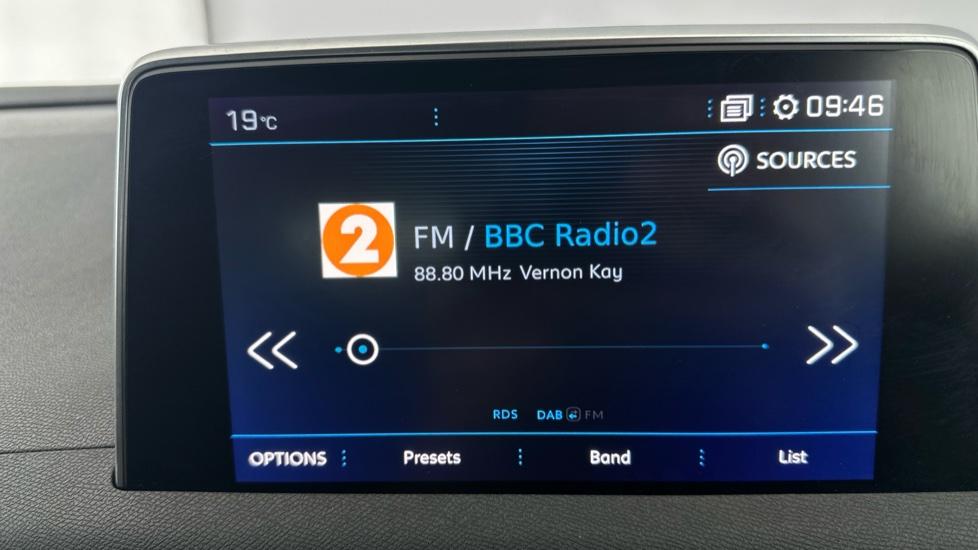 19°C 09:46
SOURCES
2
FM / BBC Radio2
88.80 MHz Vernon Kay
RDS DAB FM
OPTIONS Presets Band List